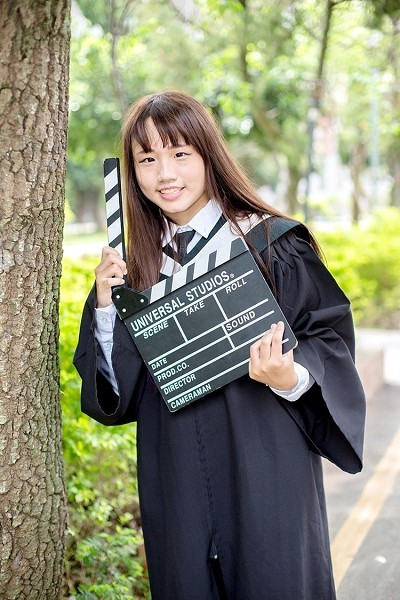 UNIVERSAL STUDIOS®
SCENE TAKE ROLL
DATE SOUND
PROD.CO.
DIRECTOR
CAMERAMAN